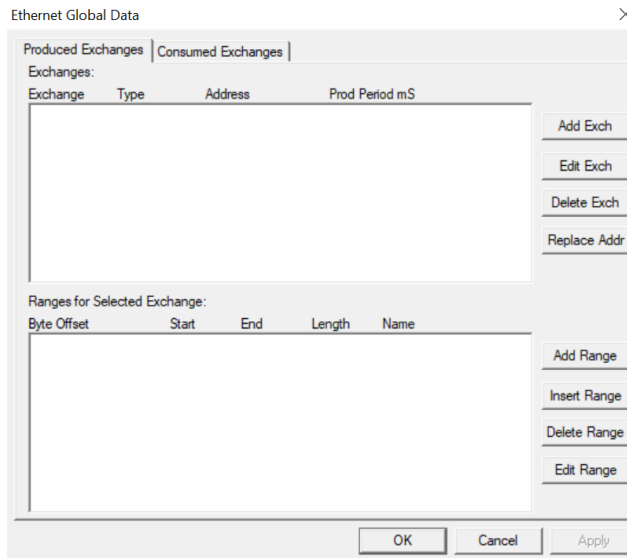 Ethernet Global Data
Produced Exchanges Consumed Exchanges
Exchanges:
Exchange Type Address Prod Period mS
Add Exch
Edit Exch
Delete Exch
Replace Addr
Ranges for Selected Exchange:
Byte Offset Start End Length Name
Add Range
Insert Range
Delete Range
Edit Range
OK Cancel Apply